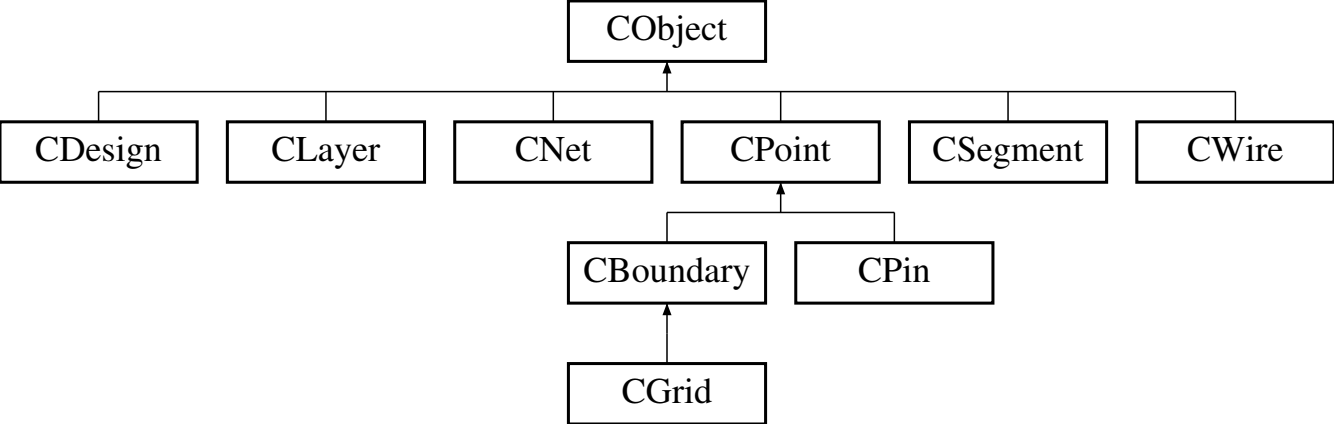 CObject
CDesign
CLayer
CNet
CPoint
CSegment
CWire
CBoundary
CPin
CGrid